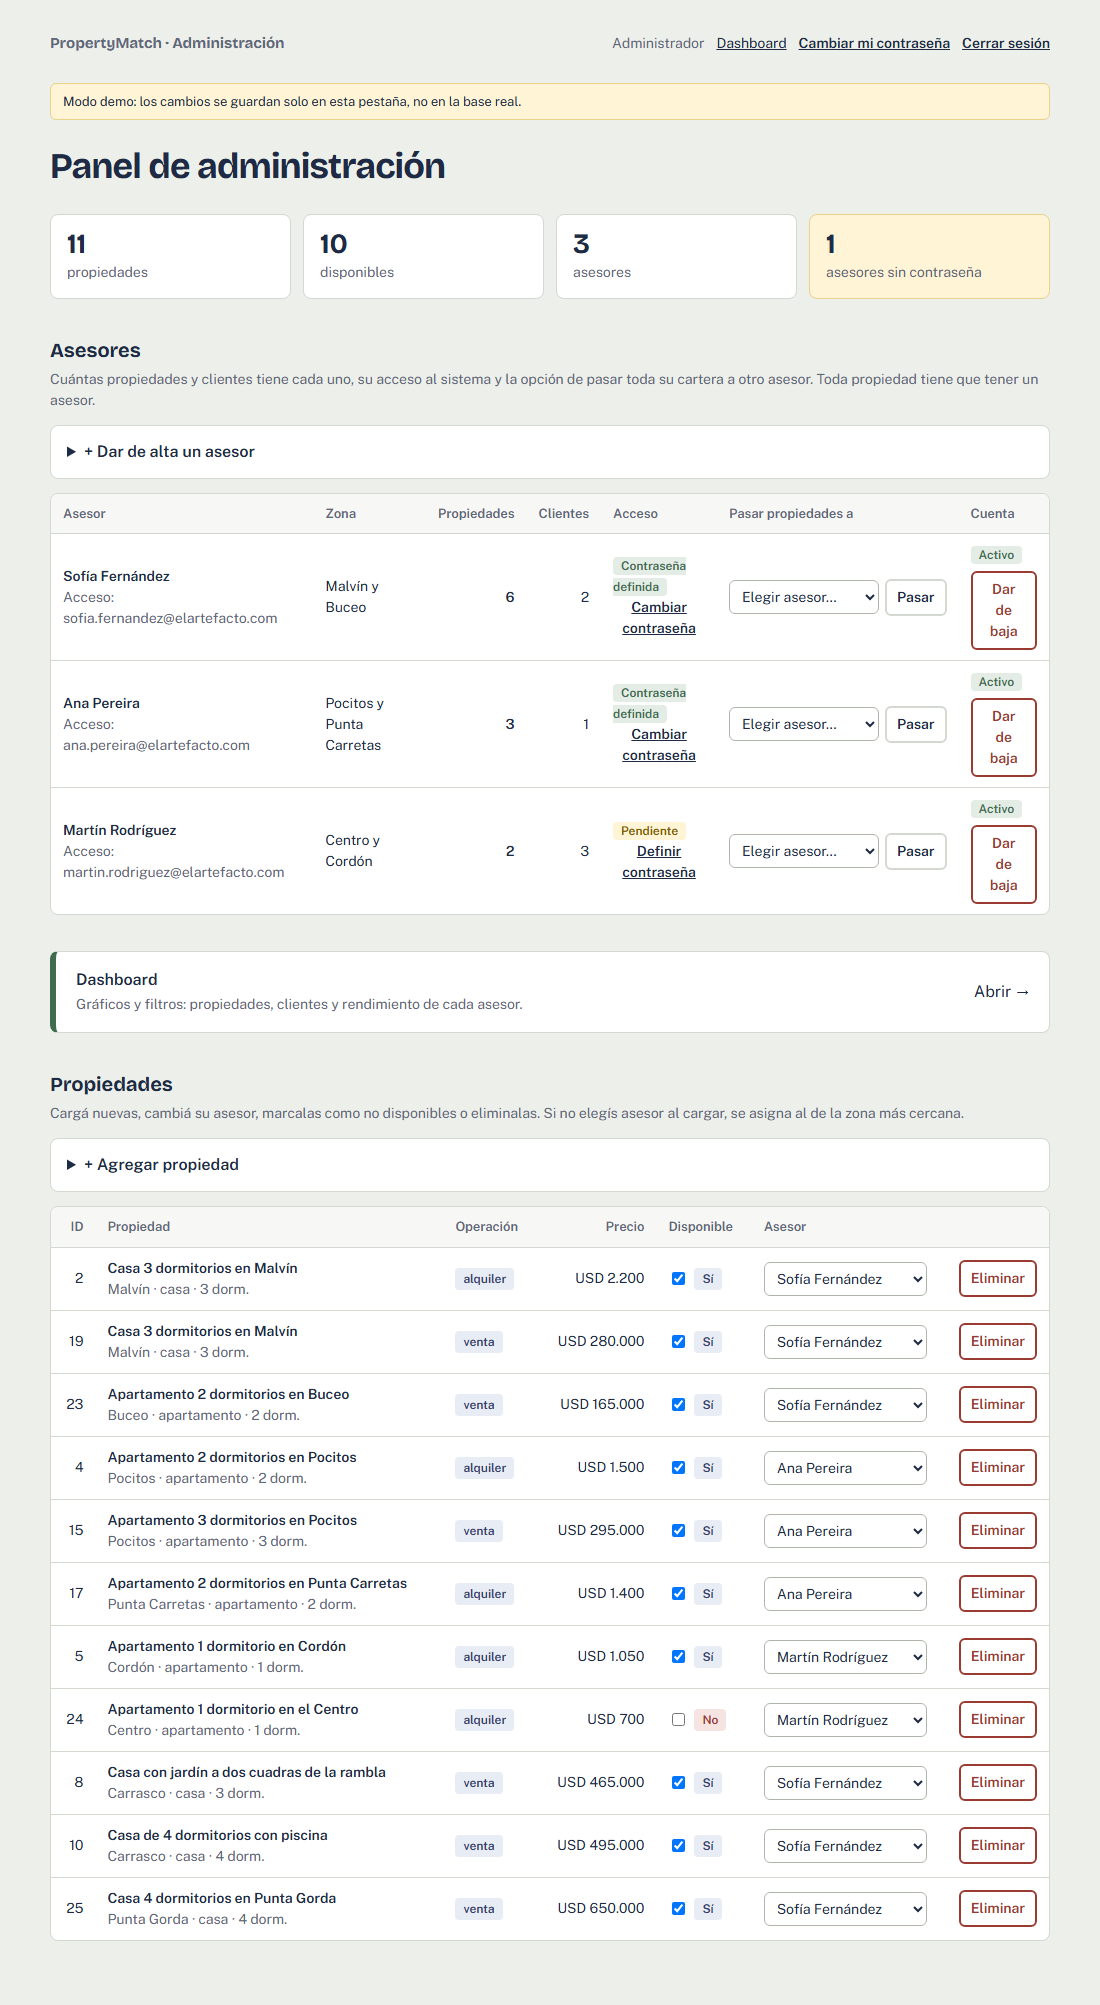 PropertyMatch · Administración
Administrador Dashboard Cambiar mi contraseña Cerrar sesión
Modo demo: los cambios se guardan solo en esta pestaña, no en la base real.
Panel de administración
11
propiedades
10
disponibles
3
asesores
1
asesores sin contraseña
Asesores
Cuántas propiedades y clientes tiene cada uno, su acceso al sistema y la opción de pasar toda su cartera a otro asesor. Toda propiedad tiene que tener un
asesor.
+ Dar de alta un asesor
Asesor Zona Propiedades Clientes Acceso Pasar propiedades a Cuenta
Sofía Fernández
Acceso:
sofia.fernandez@elartefacto.com
Malvín y
Buceo
6
2
Contraseña
definida
Cambiar
contraseña
Elegir asesor...
Pasar
Activo
Dar
de
baja
Ana Pereira
Acceso:
ana.pereira@elartefacto.com
Pocitos y
Punta
Carretas
3
1
Contraseña
definida
Cambiar
contraseña
Elegir asesor...
Pasar
Activo
Dar
de
baja
Martín Rodríguez
Acceso:
martin.rodriguez@elartefacto.com
Centro y
Cordón
2
3
Pendiente
Definir
contraseña
Elegir asesor...
Pasar
Activo
Dar
de
baja
Dashboard
Gráficos y filtros: propiedades, clientes y rendimiento de cada asesor.
Abrir →
Propiedades
Cargá nuevas, cambiá su asesor, marcalas como no disponibles o eliminalas. Si no elegís asesor al cargar, se asigna al de la zona más cercana.
+ Agregar propiedad
ID Propiedad Operación Precio Disponible Asesor
2 Casa 3 dormitorios en Malvín alquiler USD 2.200 Sí Sofía Fernández Eliminar
Malvín · casa · 3 dorm.
19 Casa 3 dormitorios en Malvín venta USD 280.000 Sí Sofía Fernández Eliminar
Malvín · casa · 3 dorm.
23 Apartamento 2 dormitorios en Buceo venta USD 165.000 Sí Sofía Fernández Eliminar
Buceo · apartamento · 2 dorm.
4 Apartamento 2 dormitorios en Pocitos alquiler USD 1.500 Sí Ana Pereira Eliminar
Pocitos · apartamento · 2 dorm.
15 Apartamento 3 dormitorios en Pocitos venta USD 295.000 Sí Ana Pereira Eliminar
Pocitos · apartamento · 3 dorm.
17 Apartamento 2 dormitorios en Punta Carretas alquiler USD 1.400 Sí Ana Pereira Eliminar
Punta Carretas · apartamento · 2 dorm.
5 Apartamento 1 dormitorio en Cordón alquiler USD 1.050 Sí Martín Rodríguez Eliminar
Cordón · apartamento · 1 dorm.
24 Apartamento 1 dormitorio en el Centro alquiler USD 700 No Martín Rodríguez Eliminar
Centro · apartamento · 1 dorm.
8 Casa con jardín a dos cuadras de la rambla venta USD 465.000 Sí Sofía Fernández Eliminar
Carrasco · casa · 3 dorm.
10 Casa de 4 dormitorios con piscina venta USD 495.000 Sí Sofía Fernández Eliminar
Carrasco · casa · 4 dorm.
25 Casa 4 dormitorios en Punta Gorda venta USD 650.000 Sí Sofía Fernández Eliminar
Punta Gorda · casa · 4 dorm.